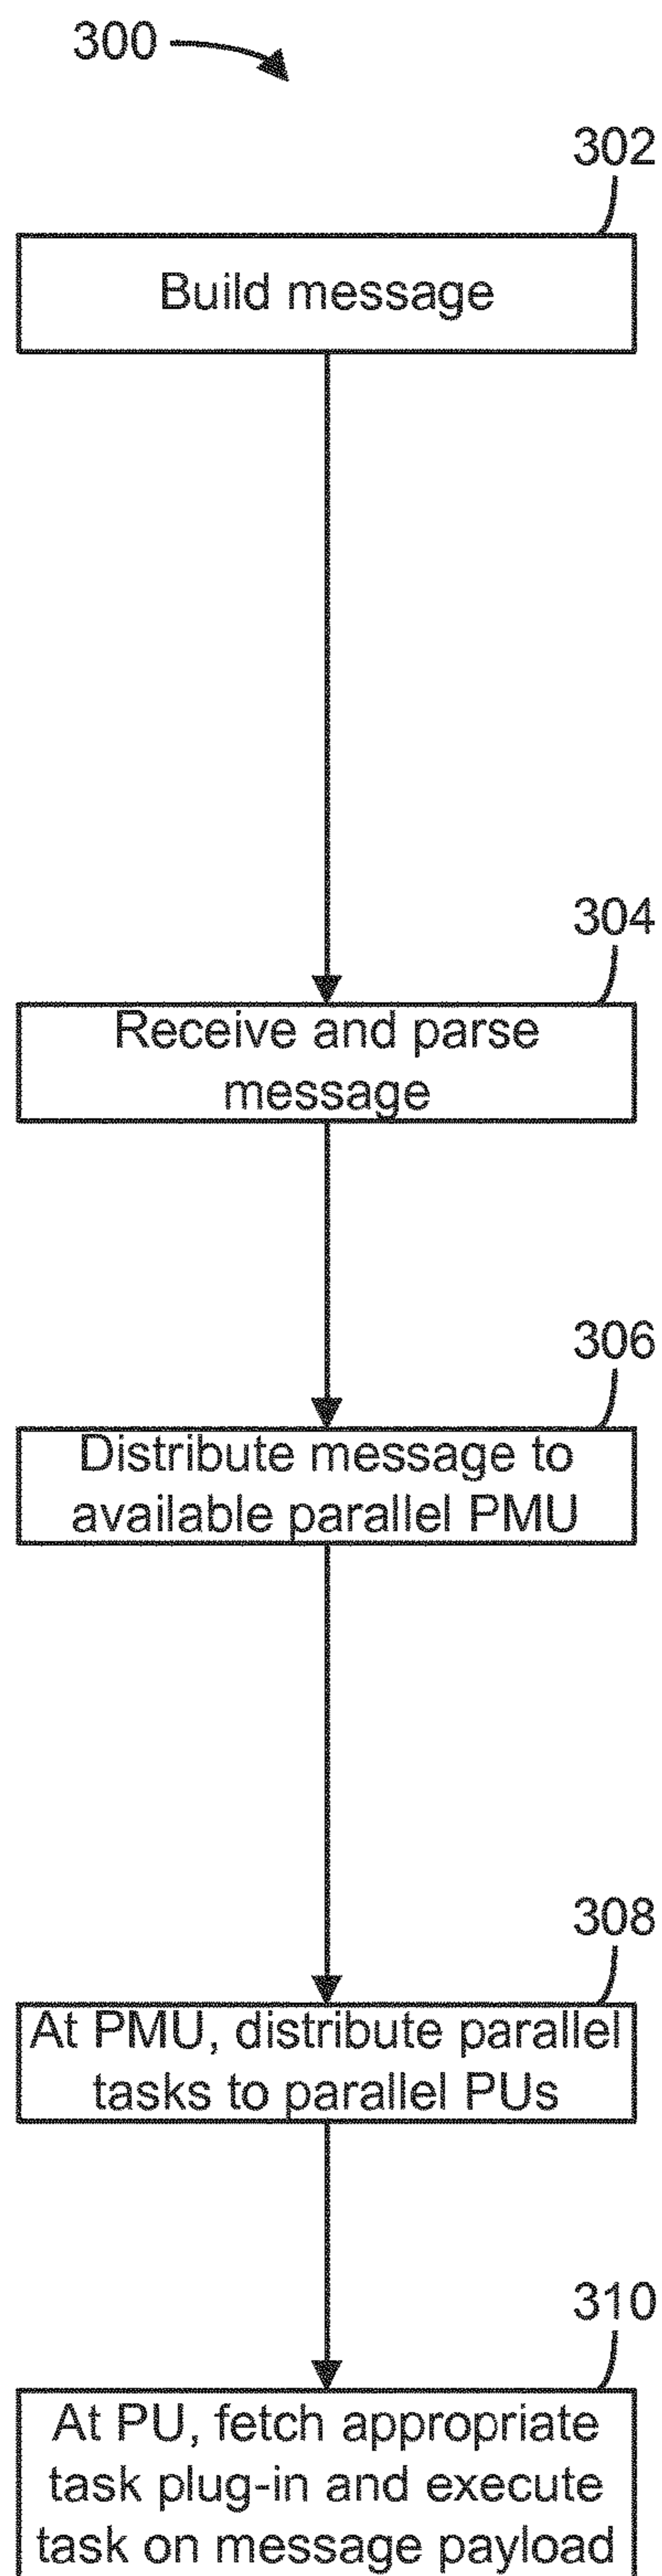 300
302
Build message
304
Receive and parse
message
306
Distribute message to
available parallel PMU
308
At PMU, distribute parallel
tasks to parallel PUs
310
At PU, fetch appropriate
task plug-in and execute
task on message payload